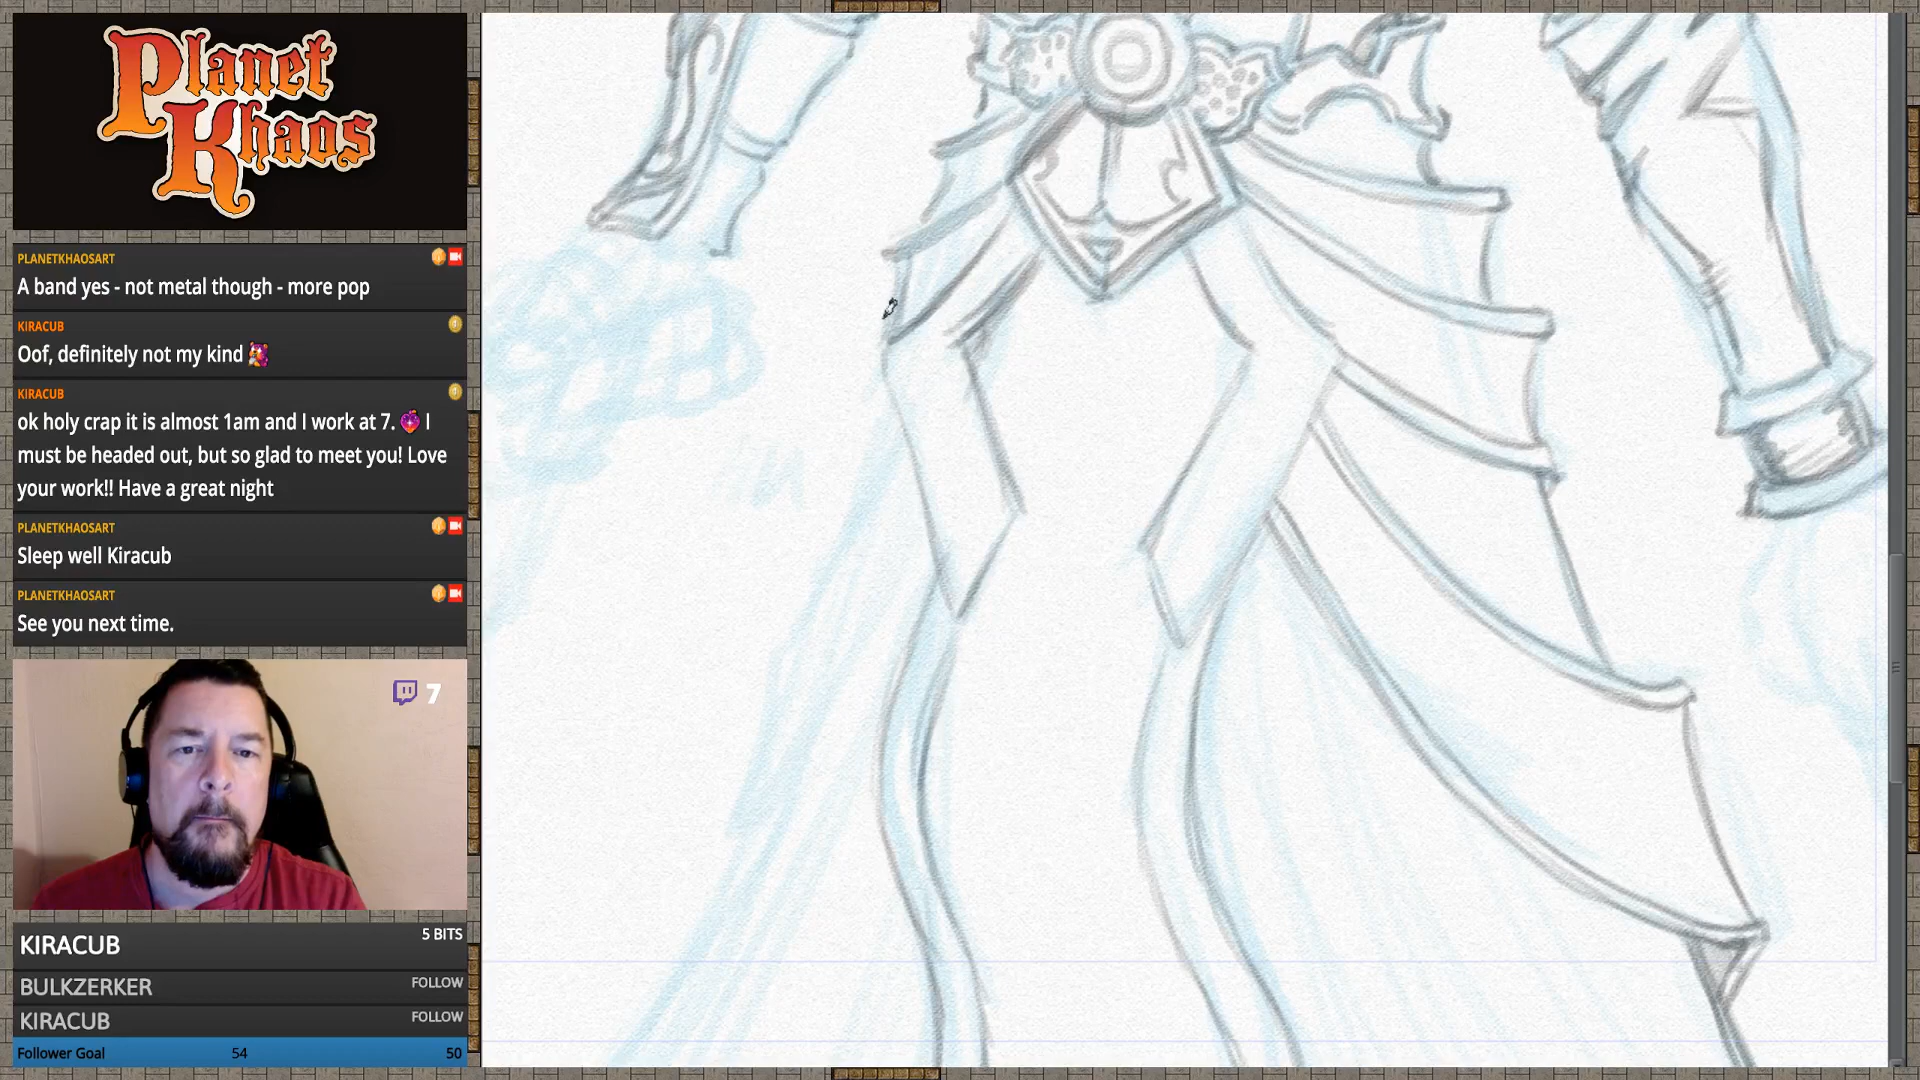 Planet
Khaos
PLANETKHAOSART
A band yes - not metal though - more pop
KIRACUB
Oof, definitely not my kind
KIRACUB
ok holy crap it is almost 1am and I work at 7. I
must be headed out, but so glad to meet you! Love
your work!! Have a great night
PLANETKHAOSART
Sleep well Kiracub
PLANETKHAOSART
See you next time.
7
KIRACUB 5 BITS
BULKZERKER FOLLOW
KIRACUB FOLLOW
Follower Goal 54 50